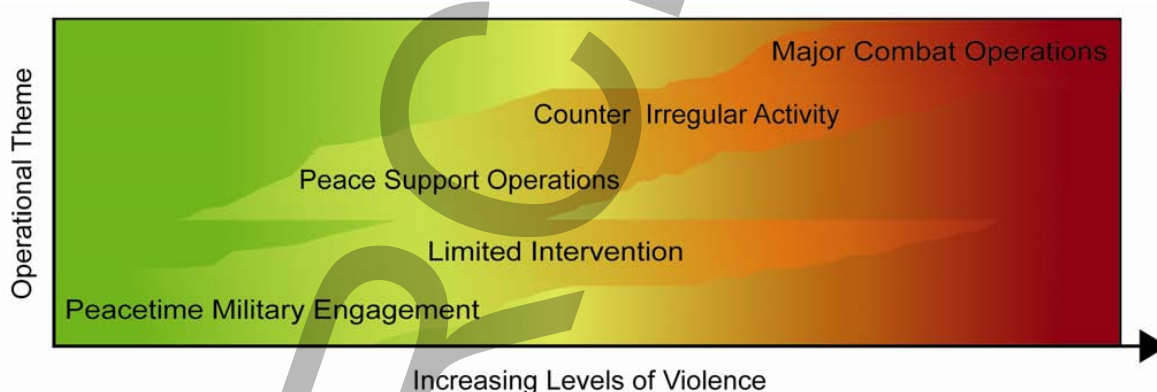 Operational Theme
Major Combat Operations
Counter Irregular Activity
Peace Support Operations
Limited Intervention
Peacetime Military Engagement
Increasing Levels of Violence